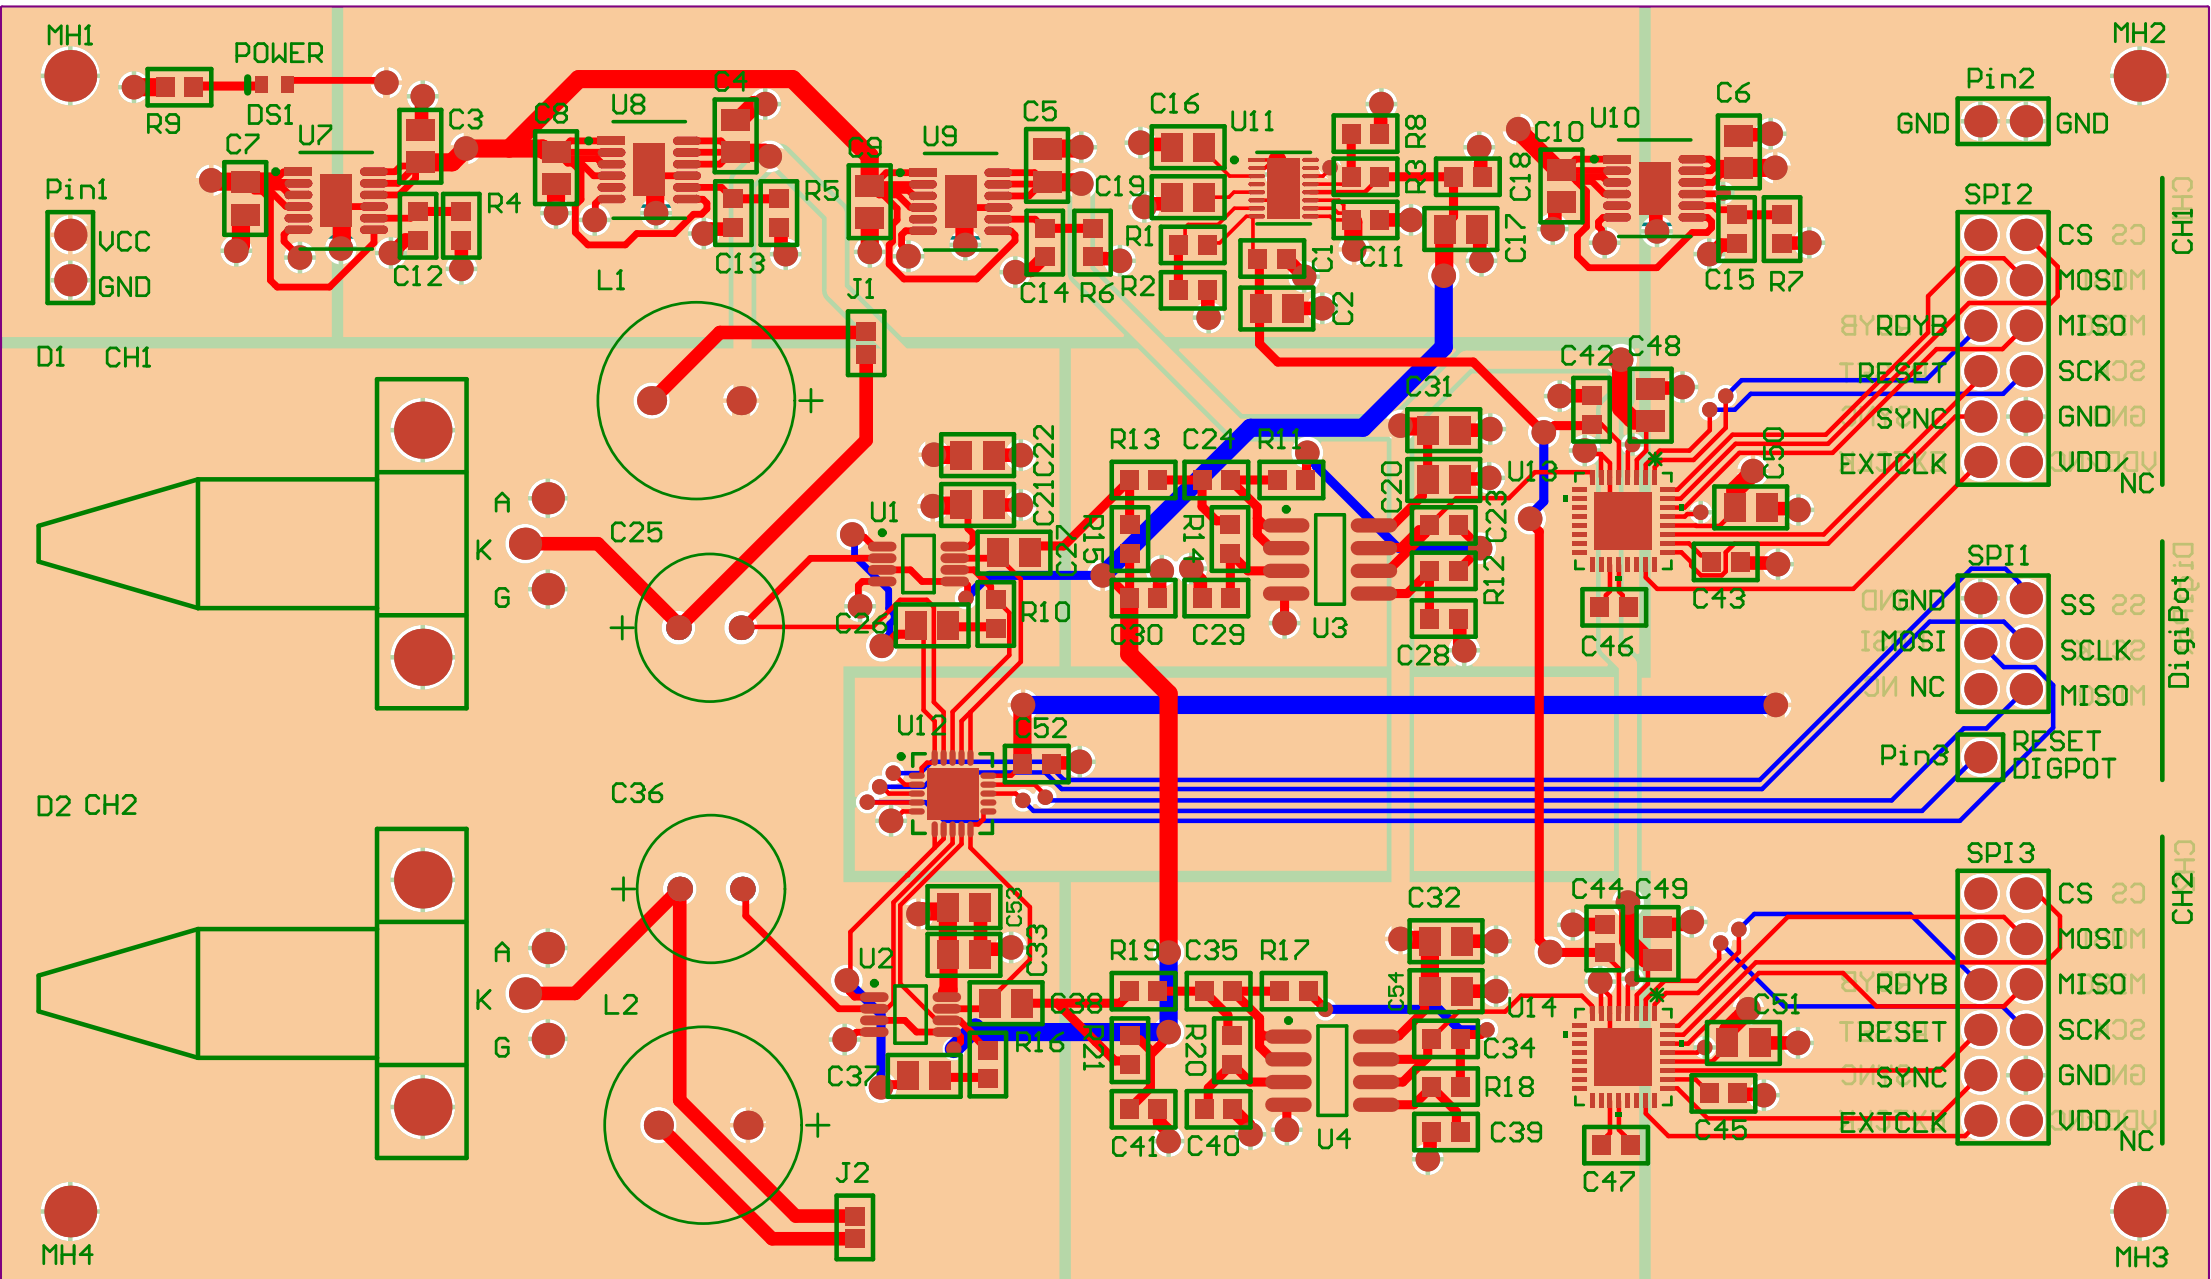 MH1
POWER
MH2
R9
DS1
U7
C3
C7
C8
U8
C4
C9
U9
C5
C16
U11
R8
C10
U10
C6
Pin2
GND
GND
Pin1
VCC
GND
R4
C12
R5
C13
L1
C19
R1
R2
R6
C14
C1
C2
R3
C11
C18
C17
C15
R7
SPI2
CS
MOSI
RDYB
MISO
RESET
SCK
SYNC
GND
EXTCLK
VDD/
NC
CH1
J1
D1
CH1
C42
C48
C31
R13
C24
R11
C22
C21
C20
U13
C50
A
K
G
C25
U1
C27
R15
R14
C23
R12
C26
R10
C30
C29
U3
C28
C46
C43
SPI1
GND
SS
MOSI
SCLK
NC
MISO
DigiPot
Pin3
RESET
DIGPOT
U12
C52
D2
CH2
C36
C53
C33
C32
C44
C49
SPI3
CS
MOSI
RDYB
MISO
RESET
SCK
SYNC
GND
EXTCLK
VDD/
NC
CH2
A
K
G
L2
U2
C38
R19
C35
R17
C54
U14
C51
C37
R16
R21
R20
C34
R18
C41
C40
U4
C39
C45
C47
J2
MH4
MH3